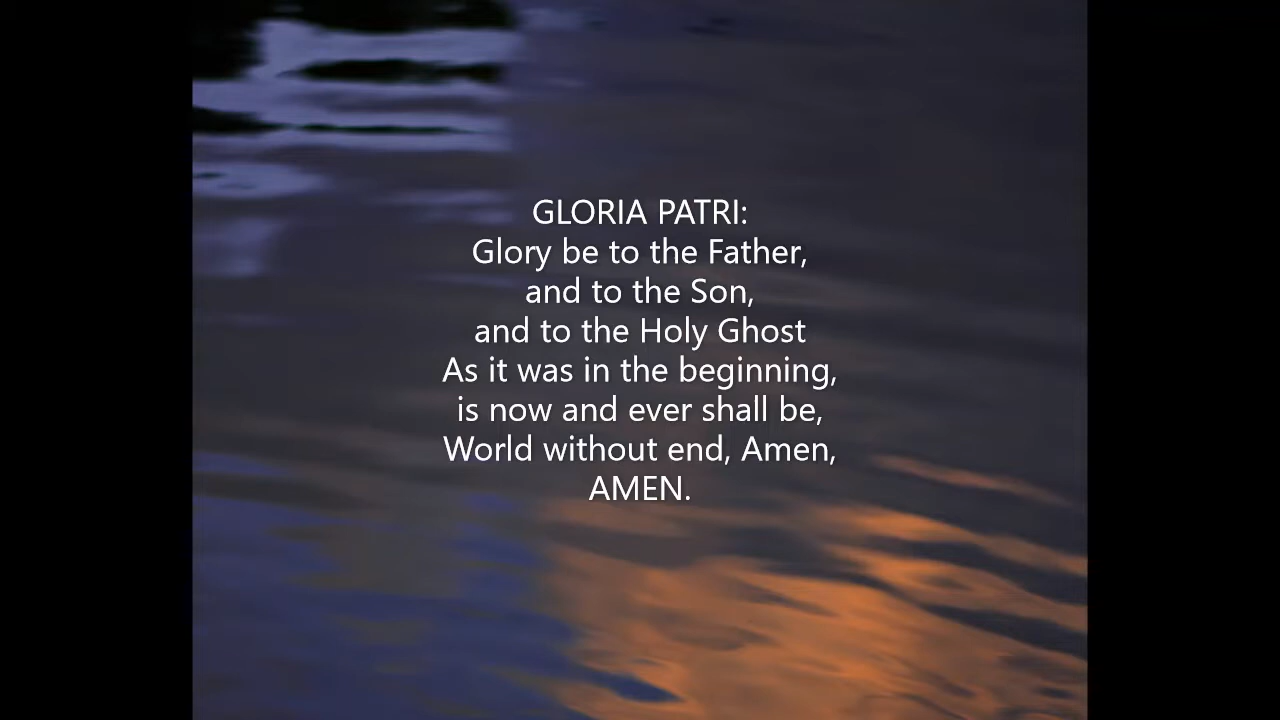 GLORIA PATRI:
Glory be to the Father,
and to the Son,
and to the Holy Ghost
As it was in the beginning,
is now and ever shall be,
World without end, Amen,
AMEN.